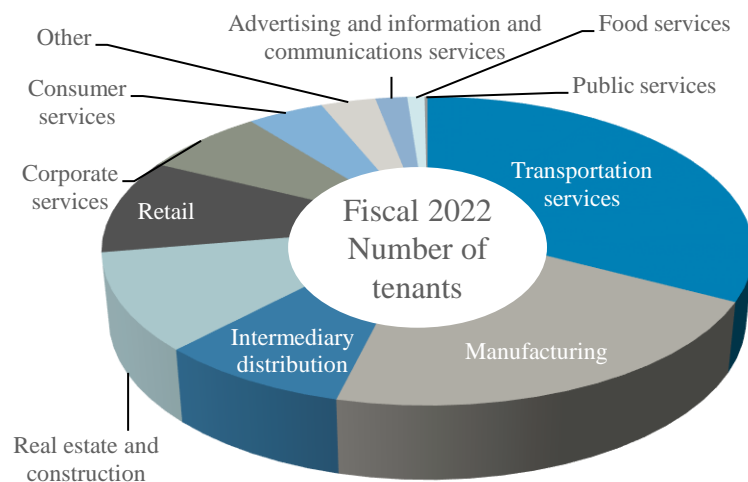 Other
Advertising and information and
communications services
Food services
Public services
Consumer
services
Corporate
services
Retail
Transportation
services
Fiscal 2022
Number of
tenants
Intermediary
distribution
Manufacturing
Real estate and
construction